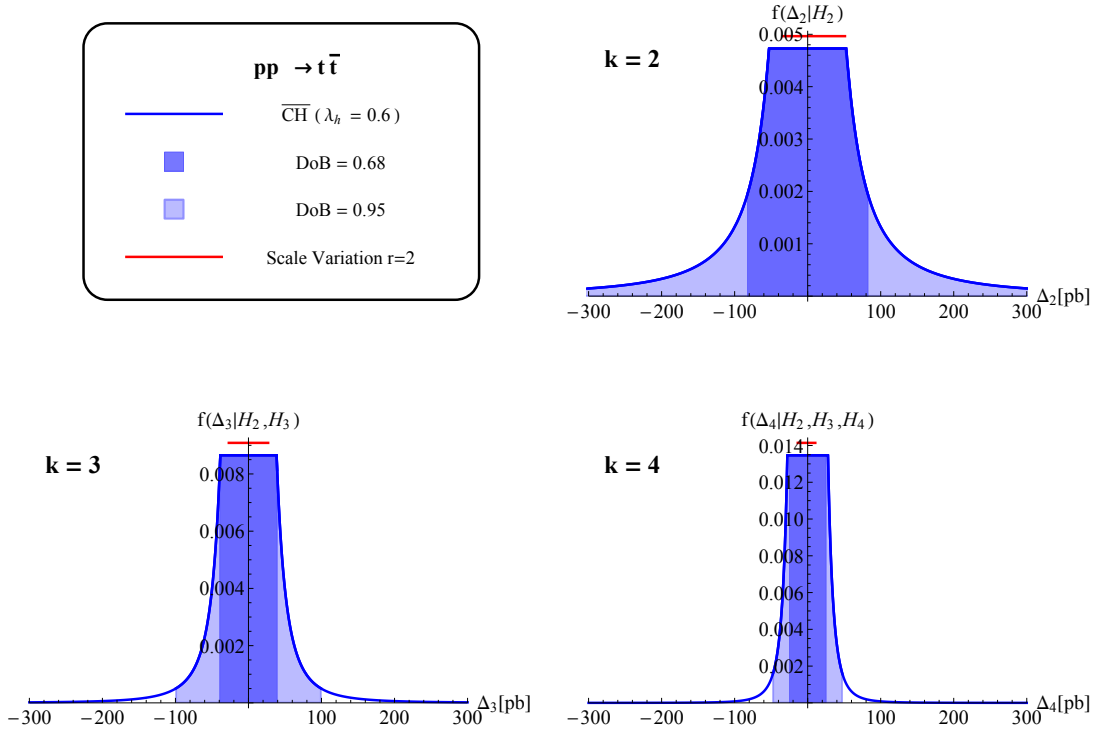 pp → t t̅
C̅H̅ ( λh = 0.6 )
DoB = 0.68
DoB = 0.95
Scale Variation r=2
f(Δ2|H2)
k = 2
0.005
0.004
0.003
0.002
0.001
−300 −200 −100 100 200 300 Δ2[pb]
f(Δ3|H2,H3)
k = 3
0.008
0.006
0.004
0.002
−300 −200 −100 100 200 300 Δ3[pb]
f(Δ4|H2,H3,H4)
k = 4
0.014
0.012
0.010
0.008
0.006
0.004
0.002
−300 −200 −100 100 200 300 Δ4[pb]